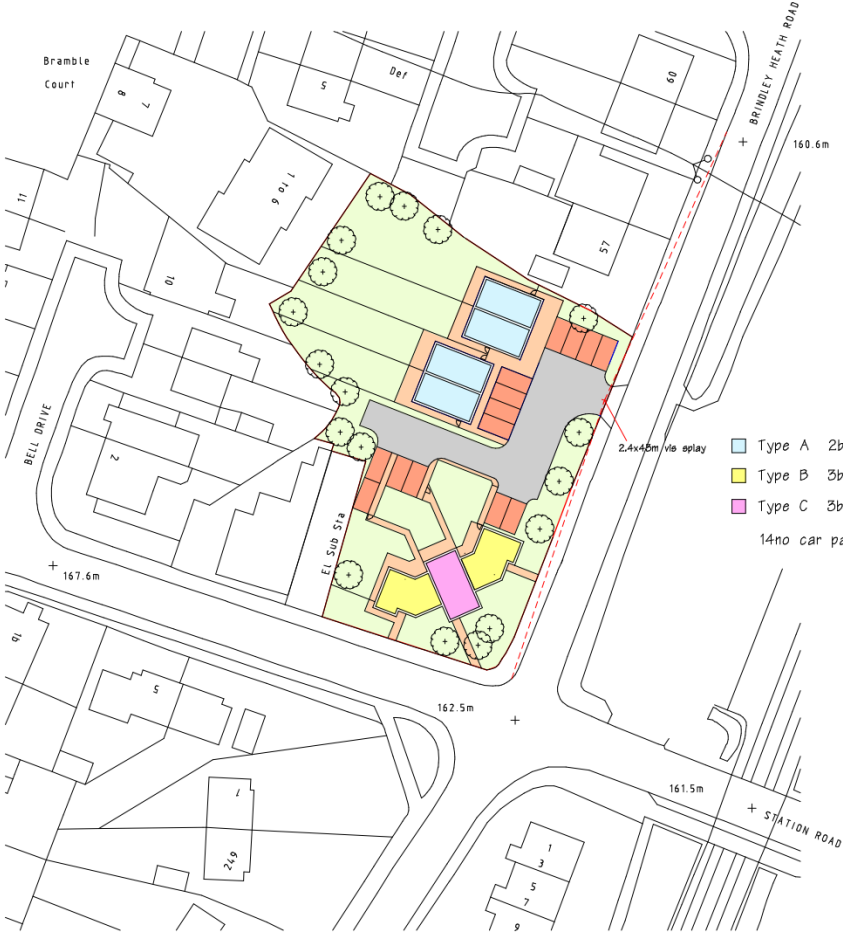 Bramble
Court
8
7
5
Def
60
BRINDLEY HEATH ROAD
160.6m
11
1 to 6
57
10
BELL DRIVE
2
2.4x43m vis splay
Type A 2b
Type B 3b
Type C 3b
14no car pa
El Sub Sta
167.6m
1b
5
162.5m
161.5m
STATION ROAD
1
249
1
3
5
7
9